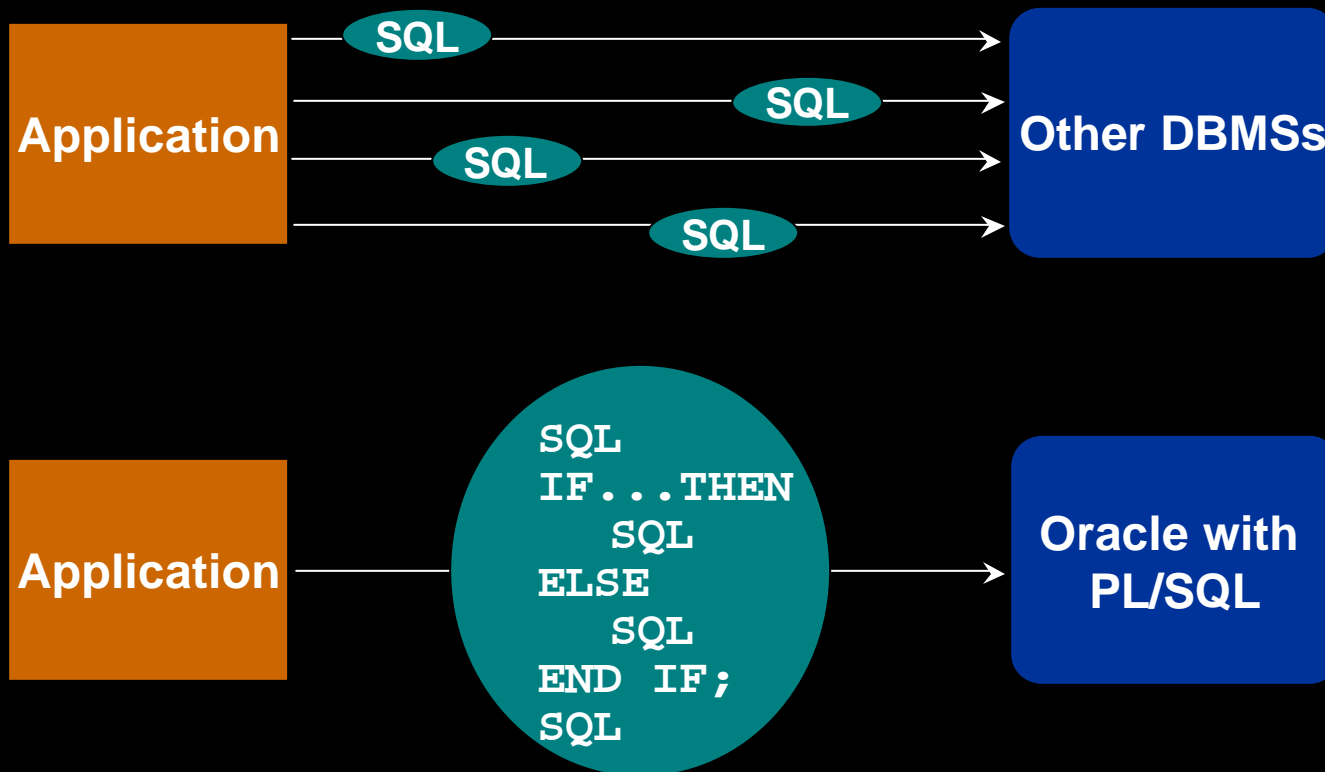 SQL
SQL
Application
Other DBMSs
SQL
SQL
SQL
IF...THEN
SQL
ELSE
SQL
END IF;
SQL
Application
Oracle with
PL/SQL